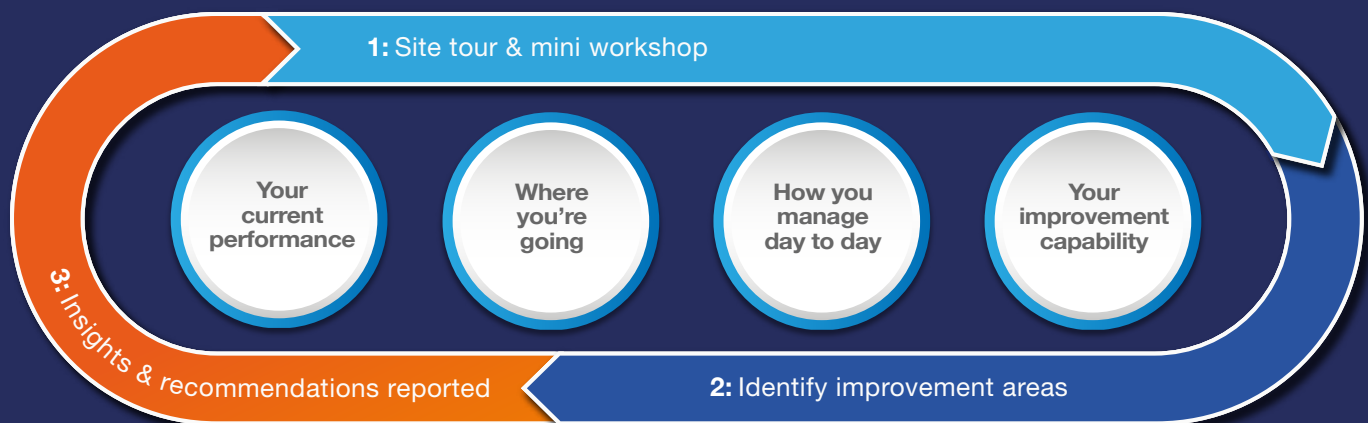 1: Site tour & mini workshop
Your
current
performance
Where
you’re
going
How you
manage
day to day
Your
improvement
capability
2: Identify improvement areas
3: Insights & recommendations reported